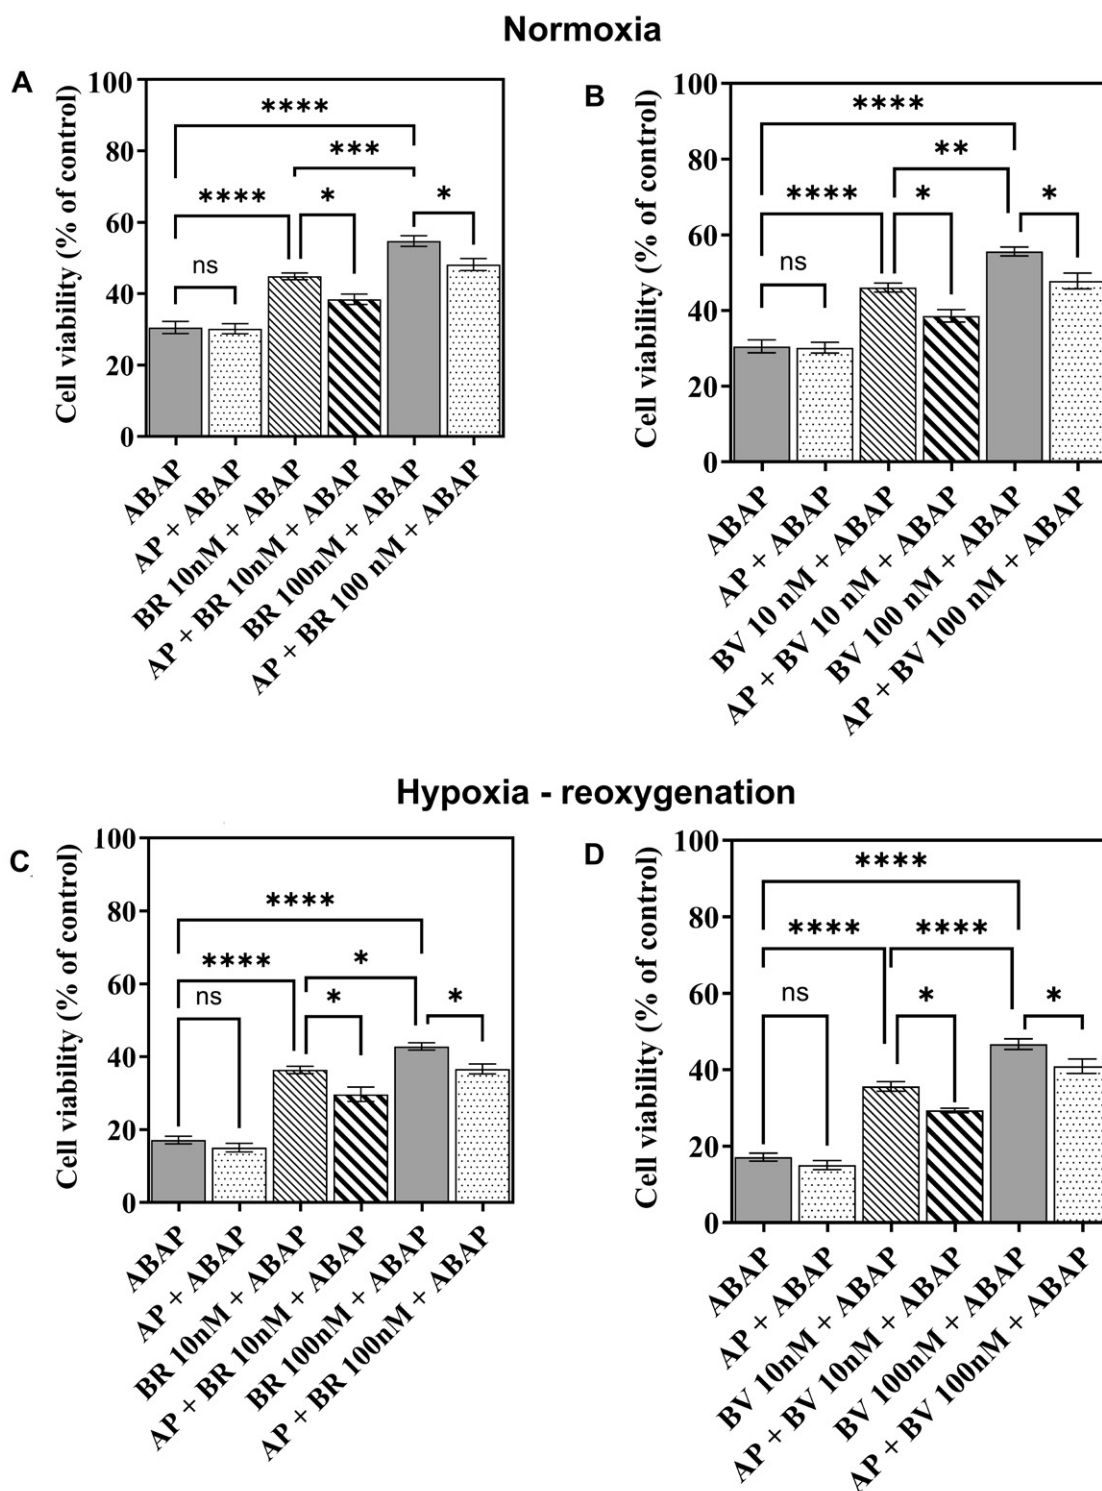 Normoxia
A
Cell viability (% of control)
100
80
60
40
20
0
****
***
****
*
*
ns
ABAP
AP + ABAP
BR 10nM + ABAP
AP + BR 10nM + ABAP
BR 100nM + ABAP
AP + BR 100 nM + ABAP
B
Cell viability (% of control)
100
80
60
40
20
0
****
**
****
*
*
ns
ABAP
AP + ABAP
BV 10 nM + ABAP
AP + BV 10 nM + ABAP
BV 100 nM + ABAP
AP + BV 100 nM + ABAP
Hypoxia - reoxygenation
C
Cell viability (% of control)
100
80
60
40
20
0
****
****
*
ns
*
*
ABAP
AP + ABAP
BR 10nM + ABAP
AP + BR 10nM + ABAP
BR 100nM + ABAP
AP + BR 100nM + ABAP
D
Cell viability (% of control)
100
80
60
40
20
0
****
****
****
ns
*
*
ABAP
AP + ABAP
BV 10nM + ABAP
AP + BV 10nM + ABAP
BV 100nM + ABAP
AP + BV 100nM + ABAP